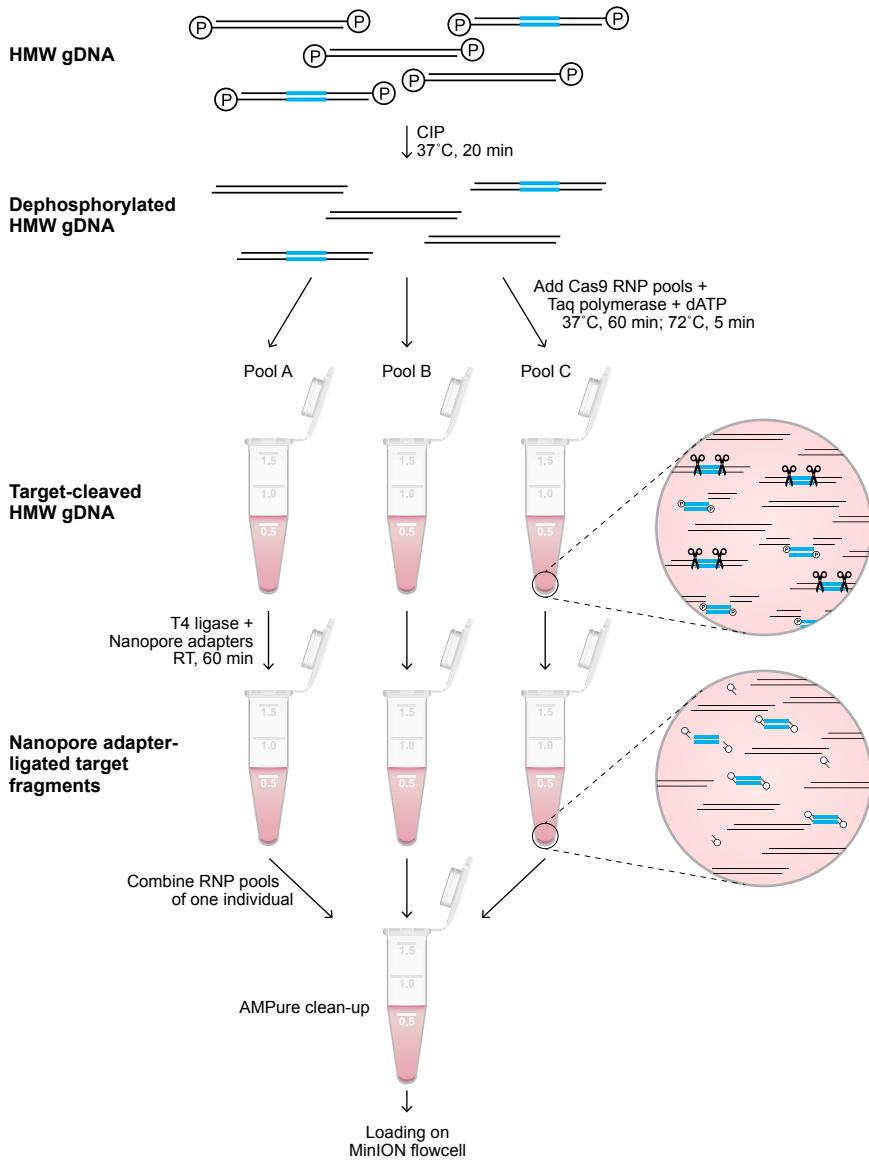 P
P
P
P
HMW gDNA
P
P
P
P
P
P
CIP
37˚C, 20 min
Dephosphorylated
HMW gDNA
Add Cas9 RNP pools +
Taq polymerase + dATP
37˚C, 60 min; 72˚C, 5 min
Pool A
Pool B
Pool C
1.5
1.5
1.5
Target-cleaved
HMW gDNA
1.0
1.0
1.0
0.5
0.5
0.5
P
P
P
P
P
P
P
T4 ligase +
Nanopore adapters
RT, 60 min
1.5
1.5
1.5
Nanopore adapter-
ligated target
fragments
1.0
1.0
1.0
0.5
0.5
0.5
Combine RNP pools
of one individual
1.5
1.0
AMPure clean-up
0.5
Loading on
MinION flowcell